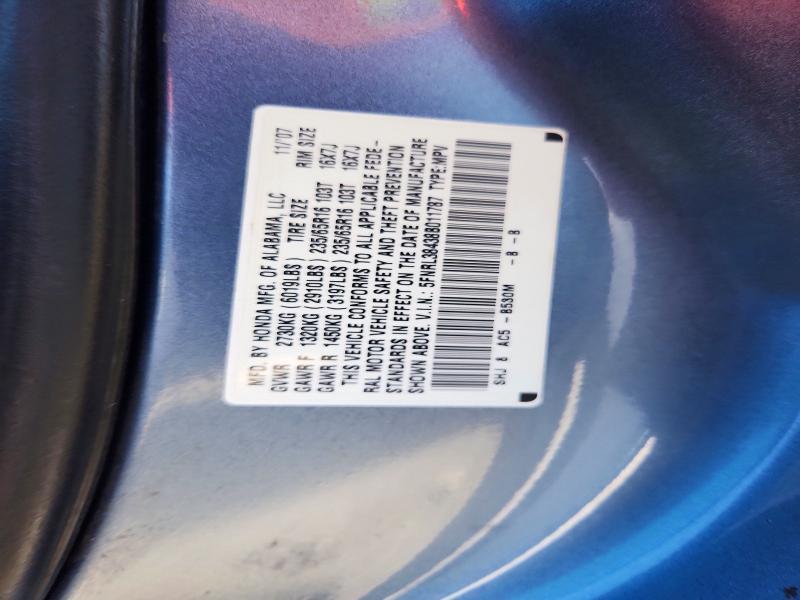 MFD. BY HONDA MFG. OF ALABAMA, LLC 11/07
GVWR 2730KG (6019LBS) TIRE SIZE RIM SIZE
GAWR F 1320KG (2910LBS) 235/65R16 103T 16X7J
GAWR R 1450KG (3197LBS) 235/65R16 103T 16X7J
THIS VEHICLE CONFORMS TO ALL APPLICABLE FEDE-
RAL MOTOR VEHICLE SAFETY AND THEFT PREVENTION
STANDARDS IN EFFECT ON THE DATE OF MANUFACTURE
SHOWN ABOVE. V.I.N.: 5FNRL38438B011787 TYPE:MPV
SHJ 8 AC5 -B530M -B -B